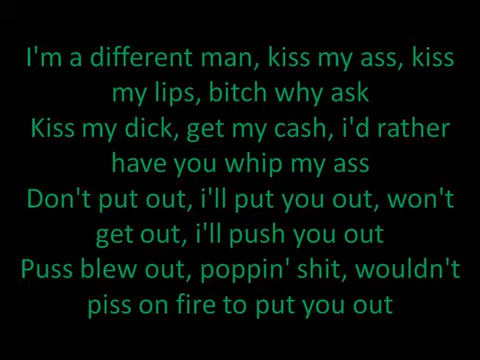 I'm a different man, kiss my ass, kiss
my lips, bitch why ask
Kiss my dick, get my cash, i'd rather
have you whip my ass
Don't put out, i'll put you out, won't
get out, i'll push you out
Puss blew out, poppin' shit, wouldn't
piss on fire to put you out